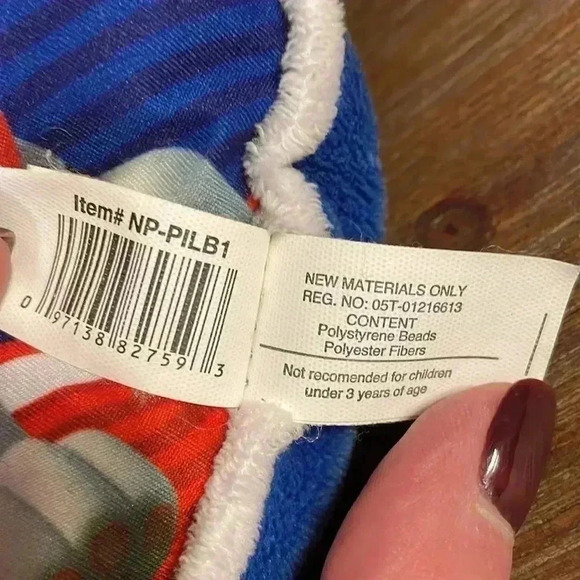 Item# NP-PILB1
0 97138 82759 3
NEW MATERIALS ONLY
REG. NO: 05T-01216613
CONTENT
Polystyrene Beads
Polyester Fibers
Not recomended for children
under 3 years of age